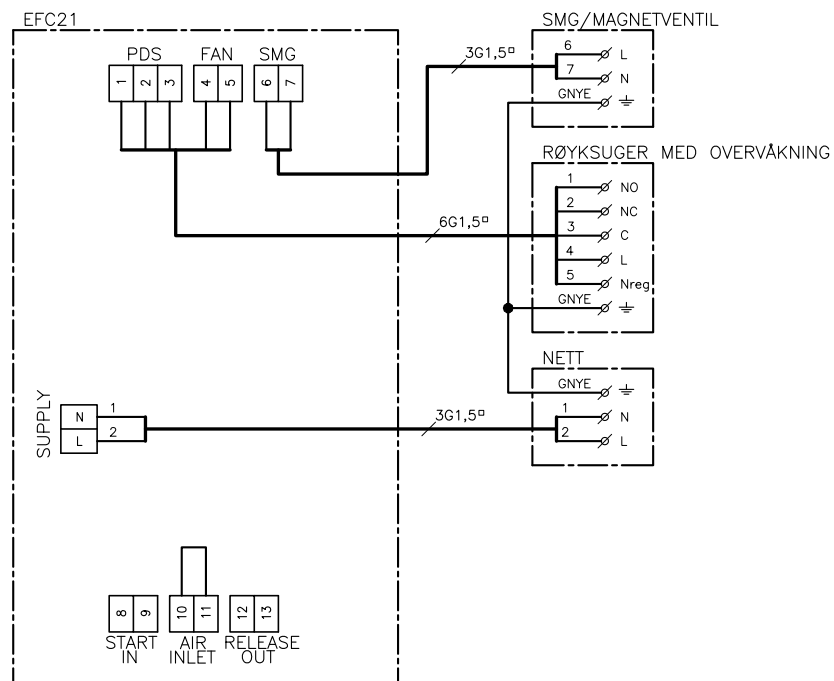 EFC21
SMG/MAGNETVENTIL
PDS FAN SMG
1 2 3 4 5 6 7
3G1,5¤
6 L
7 N
GNYE
RØYKSUGER MED OVERVÅKNING
6G1,5¤
1 NO
2 NC
3 C
4 L
5 Nreg
GNYE
NETT
GNYE
SUPPLY
N 1
L 2
3G1,5¤
1 N
2 L
8 9 10 11 12 13
START IN
AIR INLET
RELEASE OUT